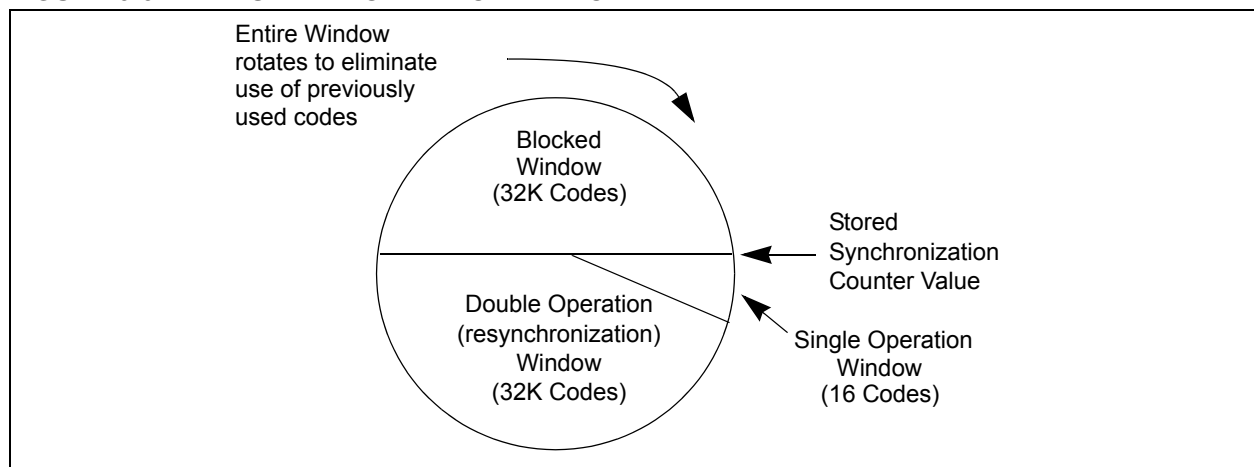 Entire Window
rotates to eliminate
use of previously
used codes
Blocked
Window
(32K Codes)
Stored
Synchronization
Counter Value
Double Operation
(resynchronization)
Window
(32K Codes)
Single Operation
Window
(16 Codes)